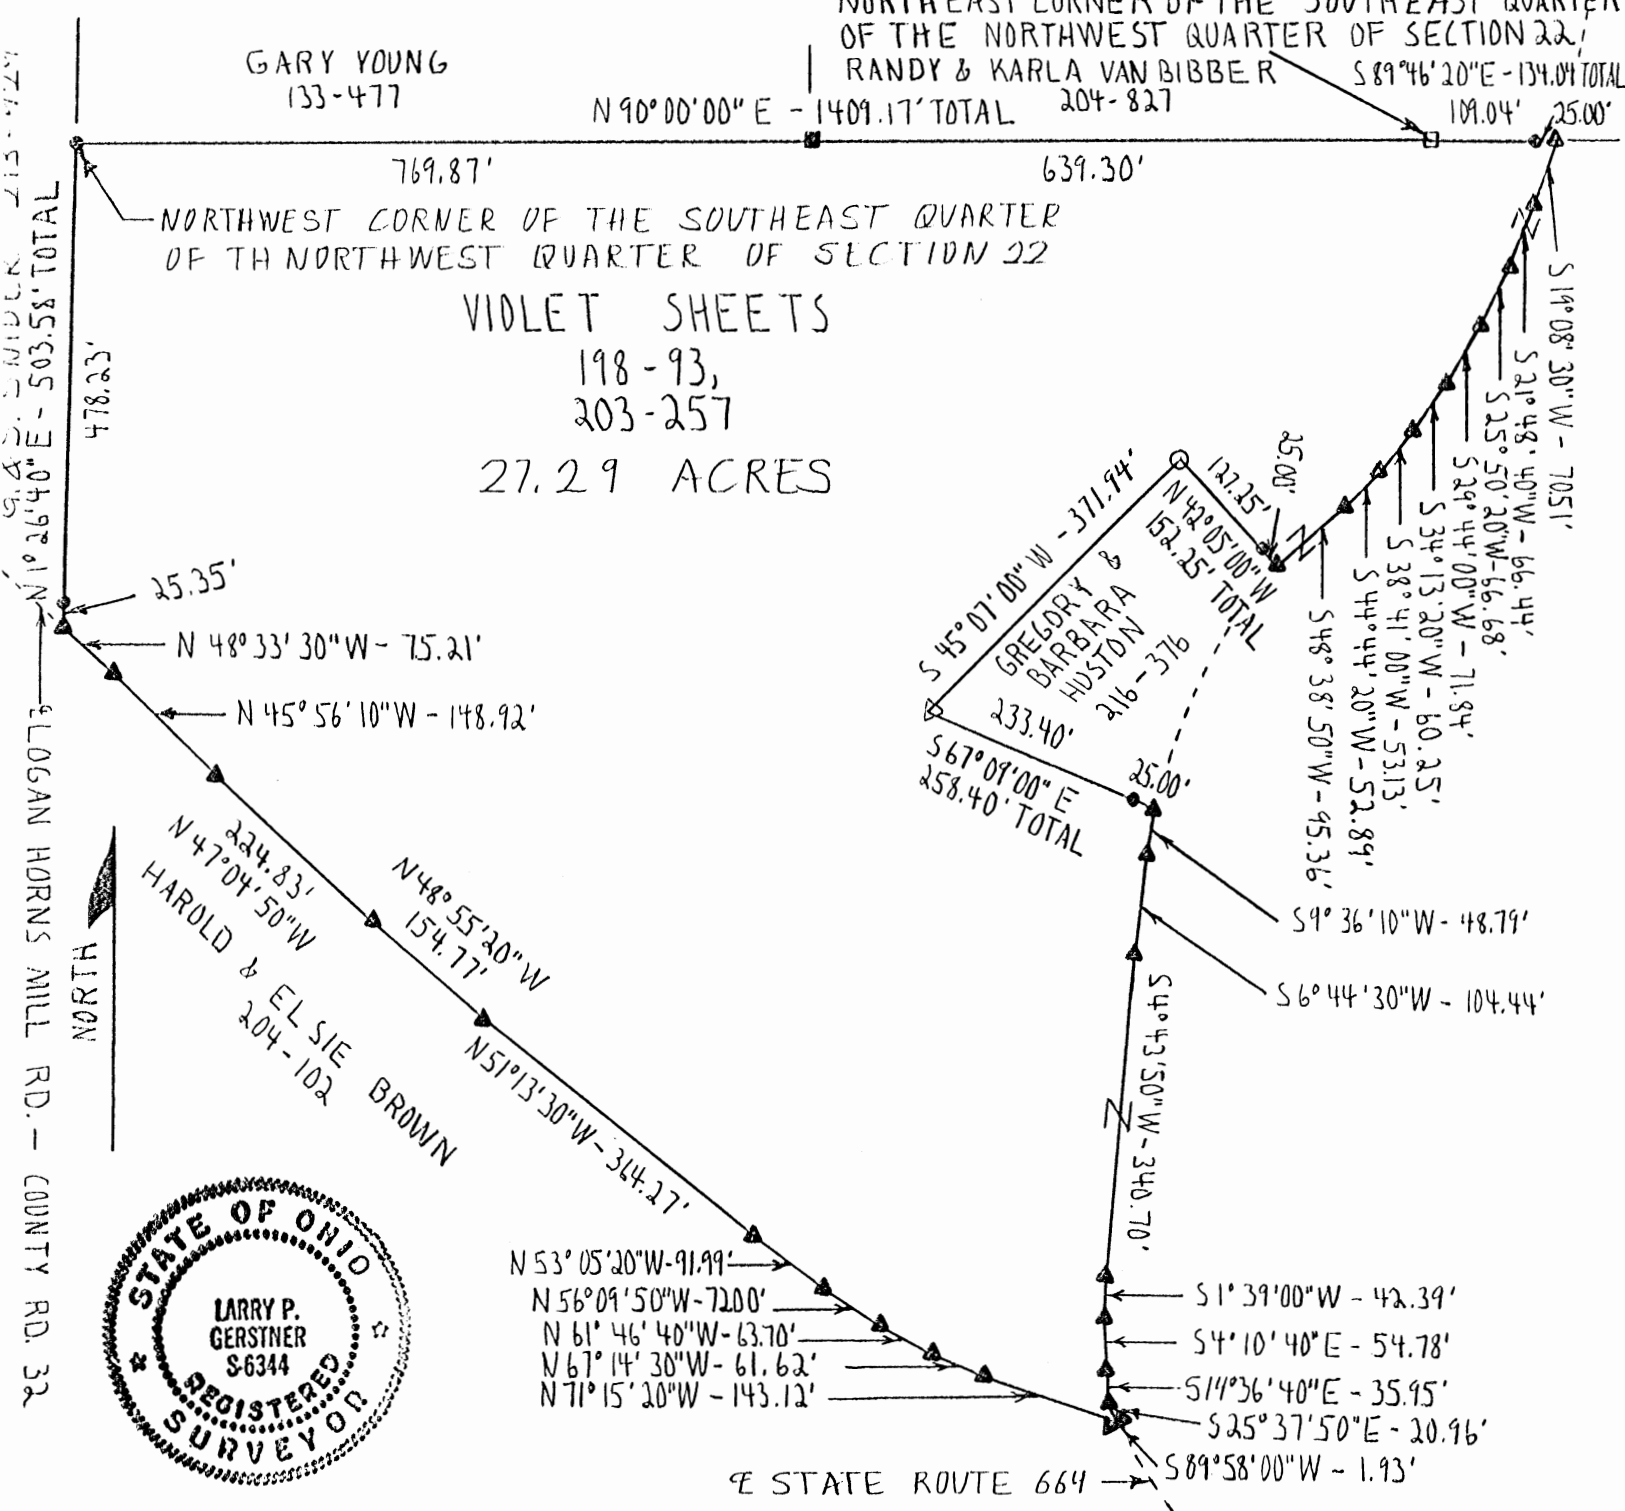 NORTHEAST CORNER OF THE SOUTHEAST QUARTER
OF THE NORTHWEST QUARTER OF SECTION 22,
GARY YOUNG
133-477
RANDY & KARLA VAN BIBBER
204-827
S 89°46'20"E - 134.04' TOTAL
N 90°00'00" E - 1409.17' TOTAL
109.04'
25.00'
769.87'
639.30'
NORTHWEST CORNER OF THE SOUTHEAST QUARTER
OF TH NORTHWEST QUARTER OF SECTION 22
N 1°26'40" E - 503.58' TOTAL
478.23'
VIOLET SHEETS
198-93,
203-257
27.29 ACRES
S 19°08'30"W - 70.51'
S 21°48'40"W - 66.44'
S 25°50'20"W - 66.68'
S 29°44'00"W - 71.84'
S 34°13'20"W - 60.25'
S 38°41'00"W - 53.13'
S 44°44'20"W - 52.89'
S 48°38'50"W - 95.36'
25.00'
127.25'
N 42°05'00"W
152.25' TOTAL
S 45°07'00" W - 371.94'
GREGORY &
BARBARA
HUSTON
216-376
233.40'
S 67°09'00" E
258.40' TOTAL
25.00'
25.35'
N 48°33'30"W - 75.21'
N 45°56'10"W - 148.92'
224.83'
N 47°04'50"W
HAROLD & ELSIE BROWN
204-102
N 48°55'20"W
154.77'
N 51°13'30"W - 364.27'
NORTH
℄ LOGAN HORNS MILL RD. - COUNTY RD. 32
S 9°36'10"W - 48.79'
S 6°44'30"W - 104.44'
S 4°43'50"W - 340.70'
N 53°05'20"W - 91.99'
N 56°09'50"W - 7200'
N 61°46'40"W - 63.70'
N 67°14'30"W - 61.62'
N 71°15'20"W - 143.12'
S 1°39'00"W - 42.39'
S 4°10'40"E - 54.78'
36'40"E - 35.95'
S 25°37'50"E - 20.96'
S 89°58'00"W - 1.93'
℄ STATE ROUTE 664
STATE OF OHIO
LARRY P.
GERSTNER
S-6344
REGISTERED
SURVEYOR